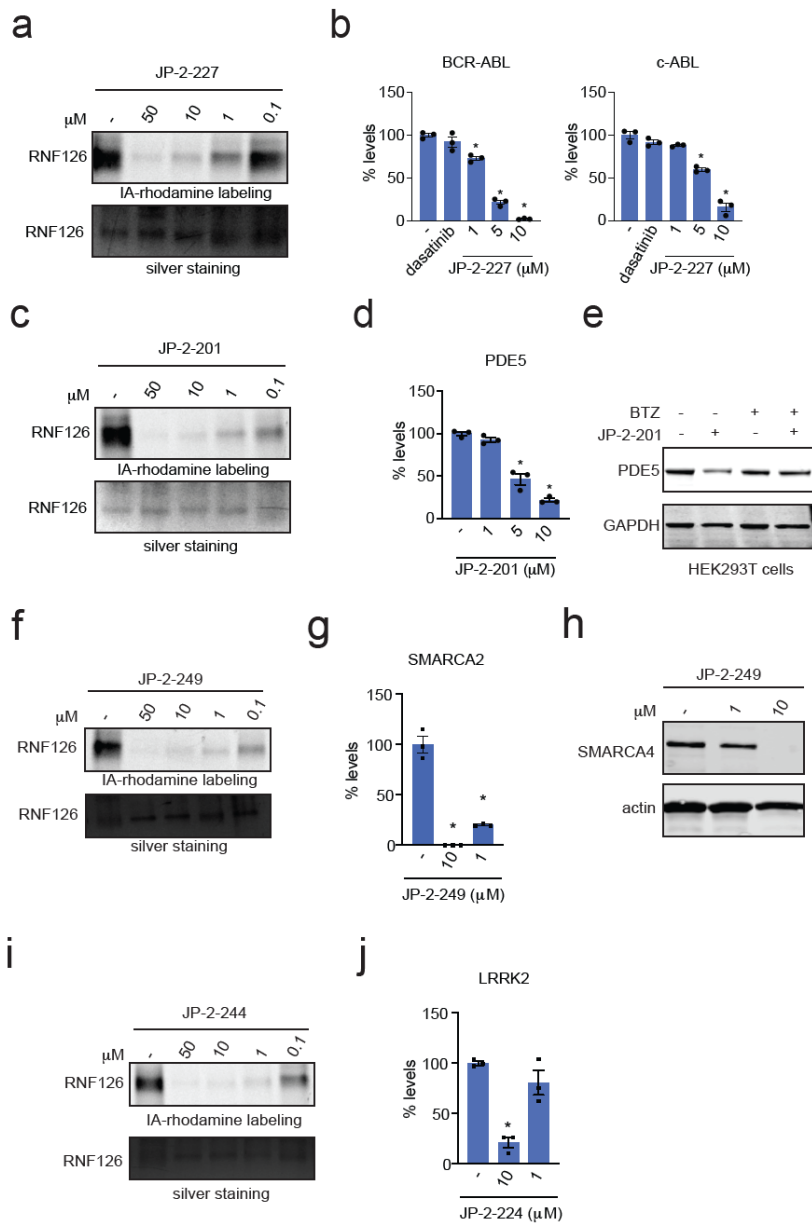 a
JP-2-227
μM - 50 10 1 0.1
RNF126
IA-rhodamine labeling
RNF126
silver staining
b
BCR-ABL
% levels
150
100
50
0
- dasatinib 1 5 10
* * *
JP-2-227 (μM)
c-ABL
% levels
150
100
50
0
- dasatinib 1 5 10
* *
JP-2-227 (μM)
c
JP-2-201
μM - 50 10 1 0.1
RNF126
IA-rhodamine labeling
RNF126
silver staining
d
PDE5
% levels
150
100
50
0
* *
- 1 5 10
JP-2-201 (μM)
e
BTZ - - + +
JP-2-201 - + - +
PDE5
GAPDH
HEK293T cells
f
JP-2-249
μM - 50 10 1 0.1
RNF126
IA-rhodamine labeling
RNF126
silver staining
g
SMARCA2
% levels
150
100
50
0
* *
- 10 1
JP-2-249 (μM)
h
JP-2-249
μM - 1 10
SMARCA4
actin
i
JP-2-244
μM - 50 10 1 0.1
RNF126
IA-rhodamine labeling
RNF126
silver staining
j
LRRK2
% levels
150
100
50
0
*
- 10 1
JP-2-224 (μM)